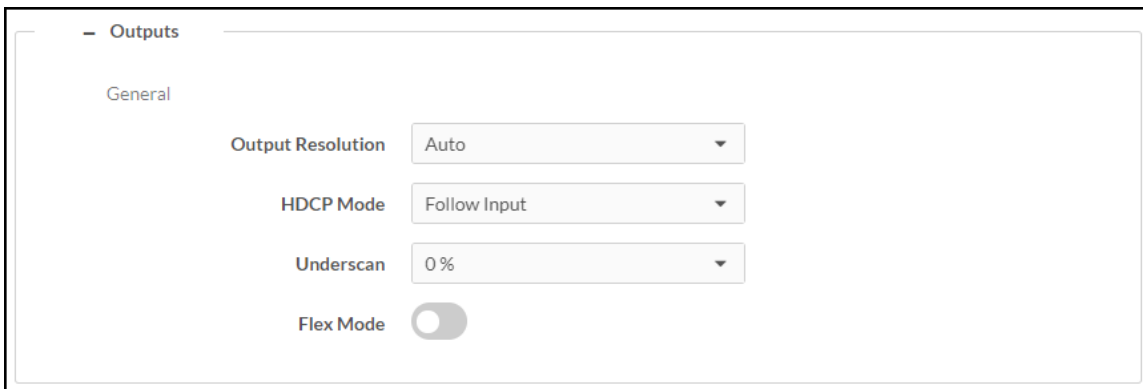 – Outputs
General
Output Resolution Auto
HDCP Mode Follow Input
Underscan 0 %
Flex Mode